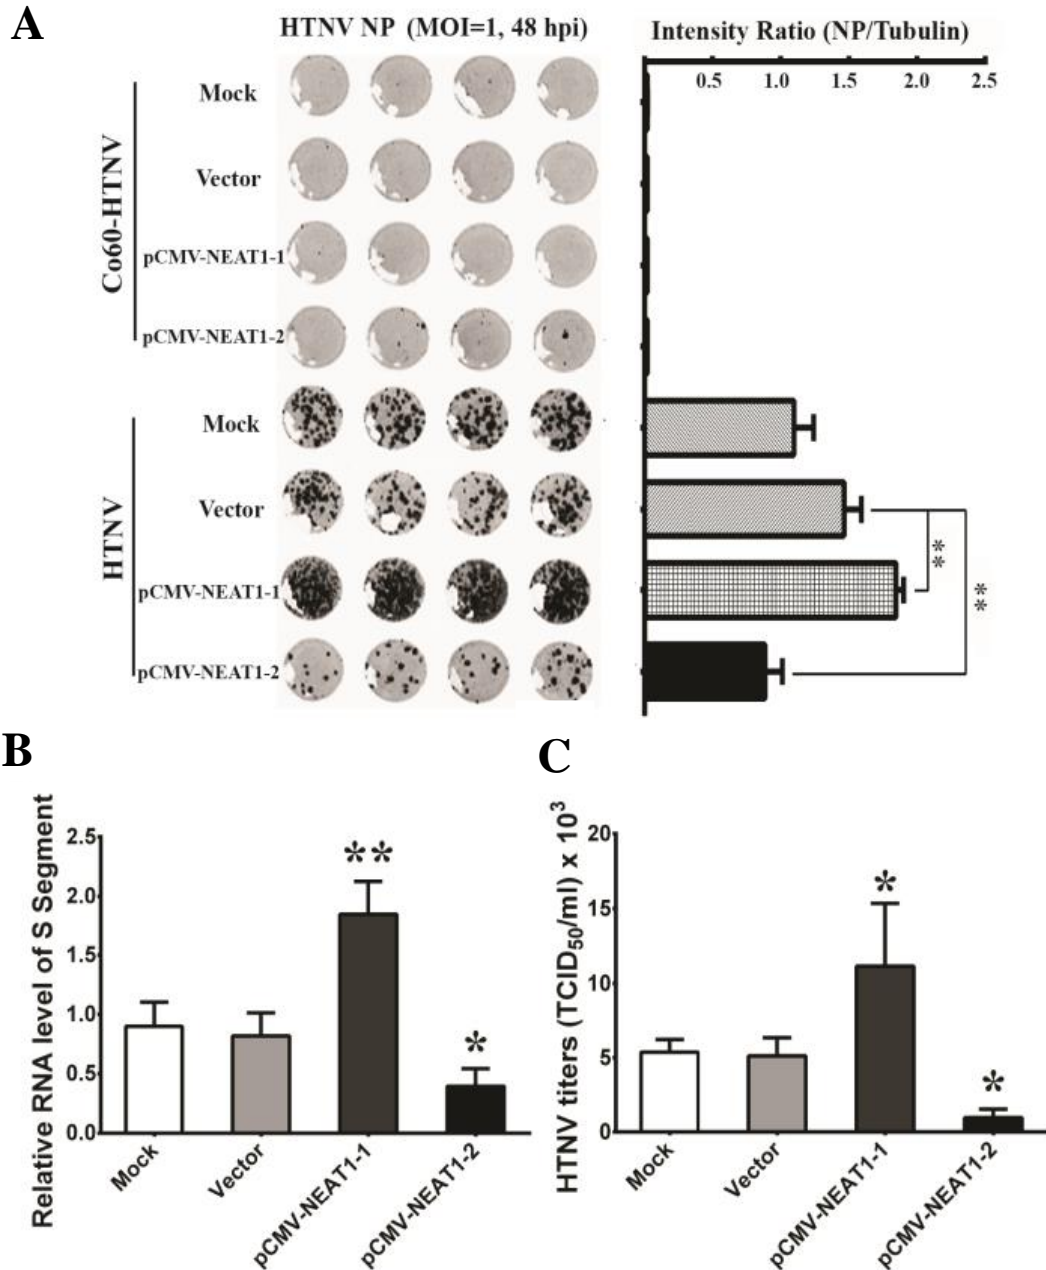 A
HTNV NP (MOI=1, 48 hpi)
Intensity Ratio (NP/Tubulin)
0.5 1.0 1.5 2.0 2.5
Co60-HTNV
Mock
Vector
pCMV-NEAT1-1
pCMV-NEAT1-2
HTNV
Mock
Vector
pCMV-NEAT1-1
pCMV-NEAT1-2
**
**
B
Relative RNA level of S Segment
2.5
2.0
1.5
1.0
0.5
0.0
**
*
Mock
Vector
pCMV-NEAT1-1
pCMV-NEAT1-2
C
HTNV titers (TCID50/ml) x 10³
20
15
10
5
0
*
*
Mock
Vector
pCMV-NEAT1-1
pCMV-NEAT1-2